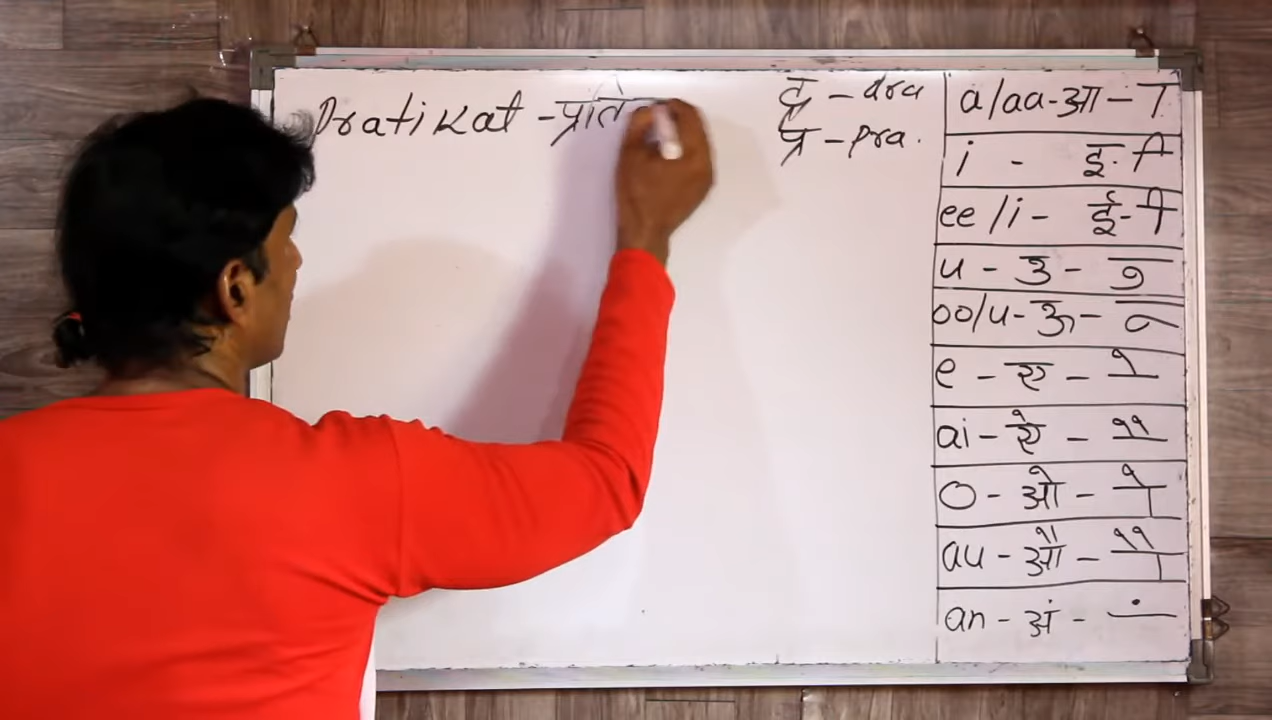 Pratikat - प्रति
द्र - dra
प्र - pra.
a/aa - आ - ा
i - इ - ि
ee/i - ई - ी
u - उ - ु
oo/u - ऊ - ू
e - ए - े
ai - ऐ - ै
o - ओ - ो
au - औ - ौ
an - अं - ं